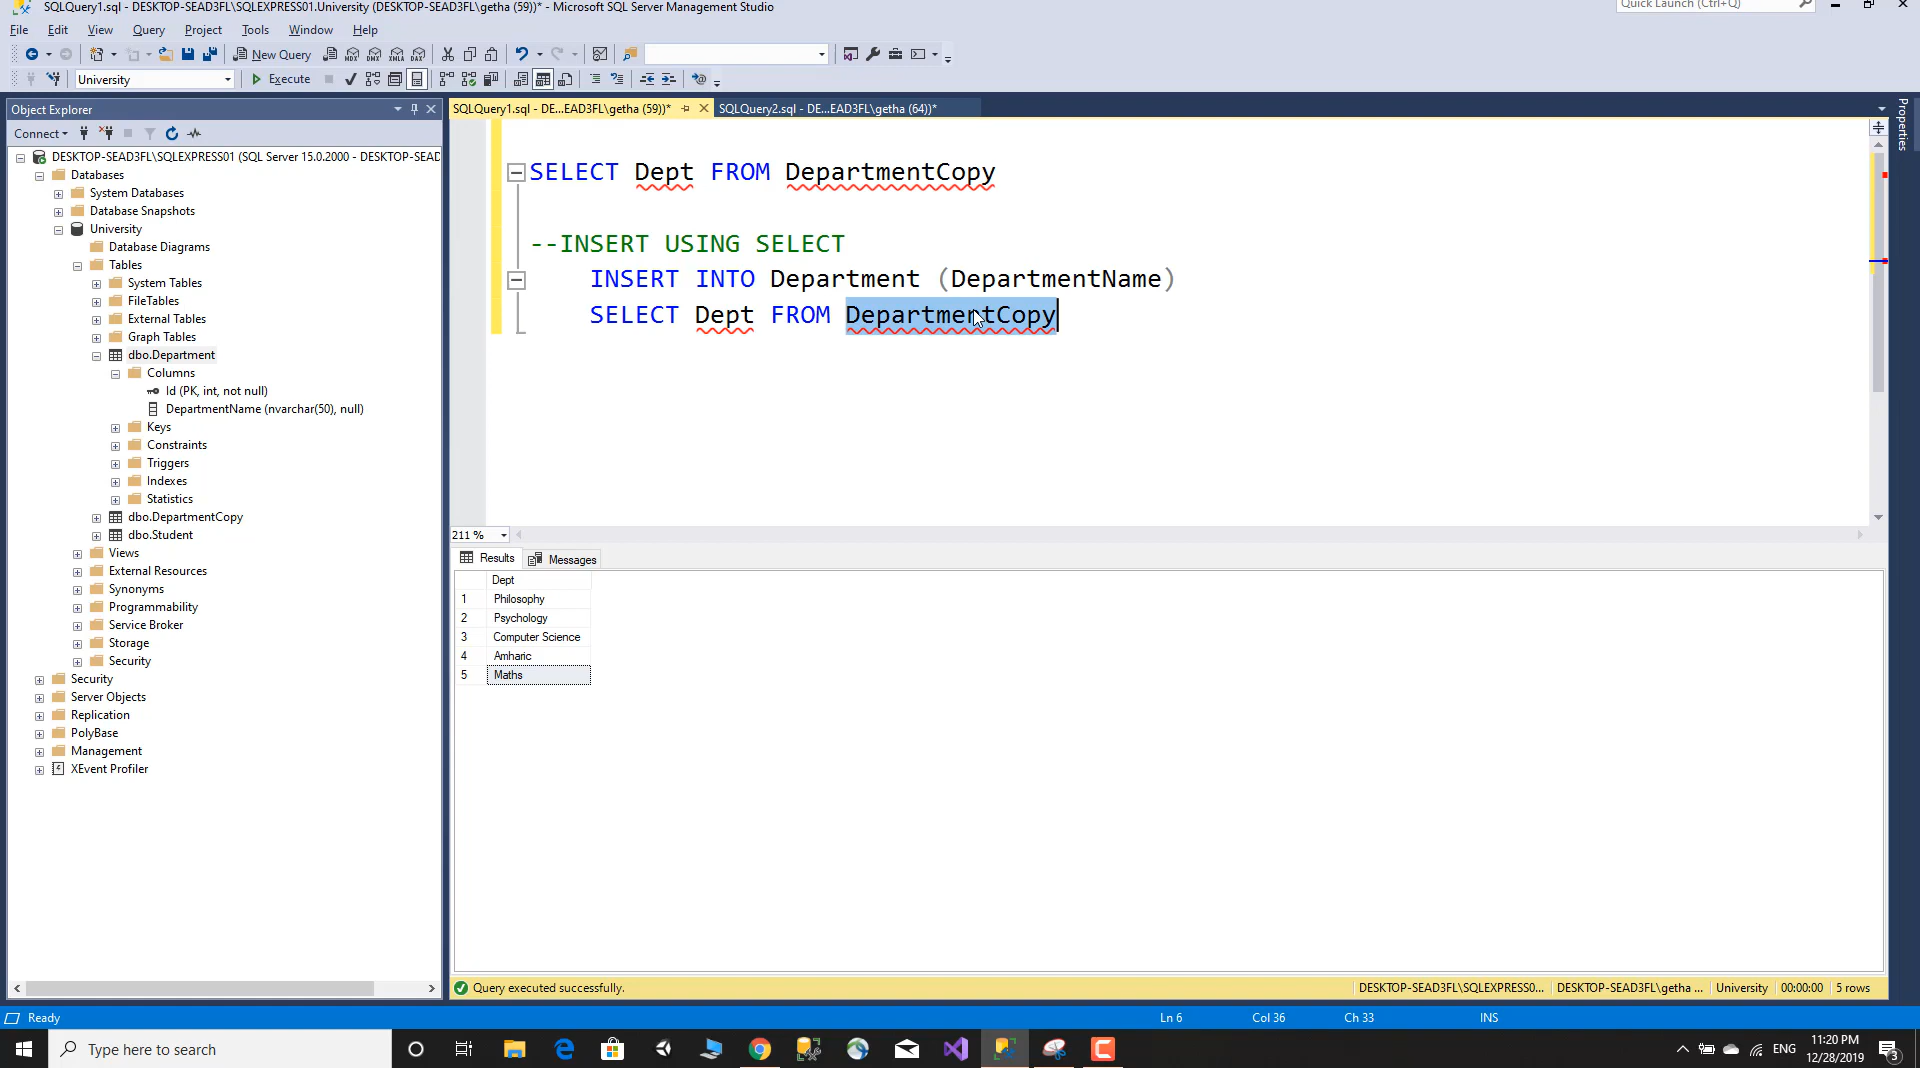 SQLQuery1.sql - DESKTOP-SEAD3FL\SQLEXPRESS01.University (DESKTOP-SEAD3FL\getha (59))* - Microsoft SQL Server Management Studio
Quick Launch (Ctrl+Q)
File Edit View Query Project Tools Window Help
New Query
MDX DMX XMLA DAX
University
Execute
Object Explorer
SQLQuery1.sql - DE...EAD3FL\getha (59))*
SQLQuery2.sql - DE...EAD3FL\getha (64))*
Properties
Connect
DESKTOP-SEAD3FL\SQLEXPRESS01 (SQL Server 15.0.2000 - DESKTOP-SEAD
Databases
System Databases
Database Snapshots
University
Database Diagrams
Tables
System Tables
FileTables
External Tables
Graph Tables
dbo.Department
Columns
Id (PK, int, not null)
DepartmentName (nvarchar(50), null)
Keys
Constraints
Triggers
Indexes
Statistics
dbo.DepartmentCopy
dbo.Student
Views
External Resources
Synonyms
Programmability
Service Broker
Storage
Security
Security
Server Objects
Replication
PolyBase
Management
XEvent Profiler
SELECT Dept FROM DepartmentCopy
--INSERT USING SELECT
INSERT INTO Department (DepartmentName)
SELECT Dept FROM DepartmentCopy
211 %
Results Messages
Dept
1 Philosophy
2 Psychology
3 Computer Science
4 Amharic
5 Maths
Query executed successfully.
DESKTOP-SEAD3FL\SQLEXPRESS0... DESKTOP-SEAD3FL\getha ... University 00:00:00 5 rows
Ready
Ln 6 Col 36 Ch 33 INS
Type here to search
ENG
11:20 PM
12/28/2019
3